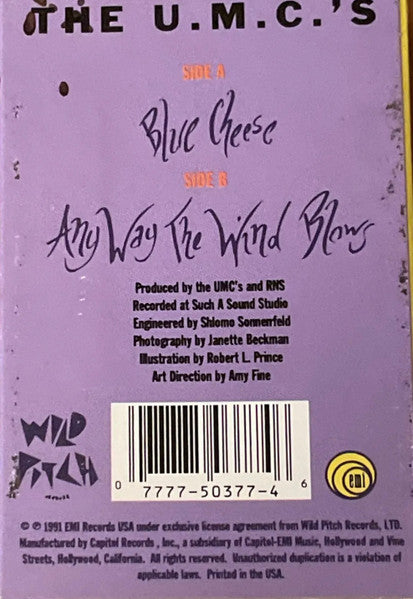 THE U.M.C.'S
SIDE A
Blue Cheese
SIDE B
Any Way The Wind Blows
Produced by the UMC's and RNS
Recorded at Such A Sound Studio
Engineered by Shlomo Sonnenfeld
Photography by Janette Beckman
Illustration by Robert L. Prince
Art Direction by Amy Fine
WILD
PITCH
EMI
0 7777-50377-4 6
© ℗ 1991 EMI Records USA under exclusive license agreement from Wild Pitch Records, LTD.
Manufactured by Capitol Records , Inc., a subsidiary of Capitol-EMI Music, Hollywood and Vine
Streets, Hollywood, California. All rights reserved. Unauthorized duplication is a violation of
applicable laws. Printed in the USA.